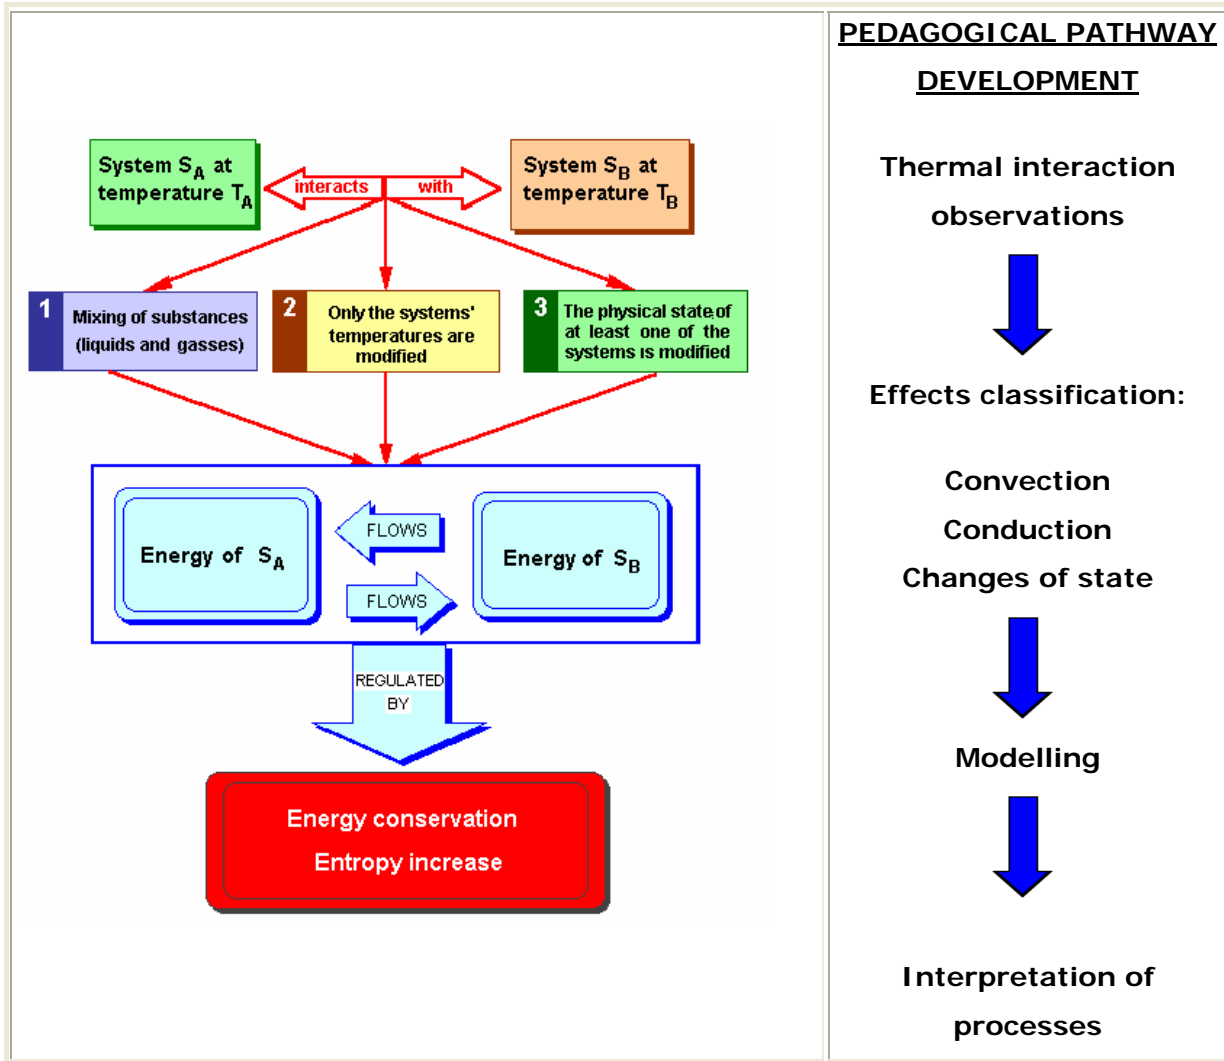 System SA at
temperature TA
interacts
with
System SB at
temperature TB
1
Mixing of substances
(liquids and gasses)
2
Only the systems'
temperatures are
modified
3
The physical state of
at least one of the
systems is modified
Energy of SA
FLOWS
FLOWS
Energy of SB
REGULATED
BY
Energy conservation
Entropy increase
PEDAGOGICAL PATHWAY
DEVELOPMENT
Thermal interaction
observations
Effects classification:
Convection
Conduction
Changes of state
Modelling
Interpretation of
processes